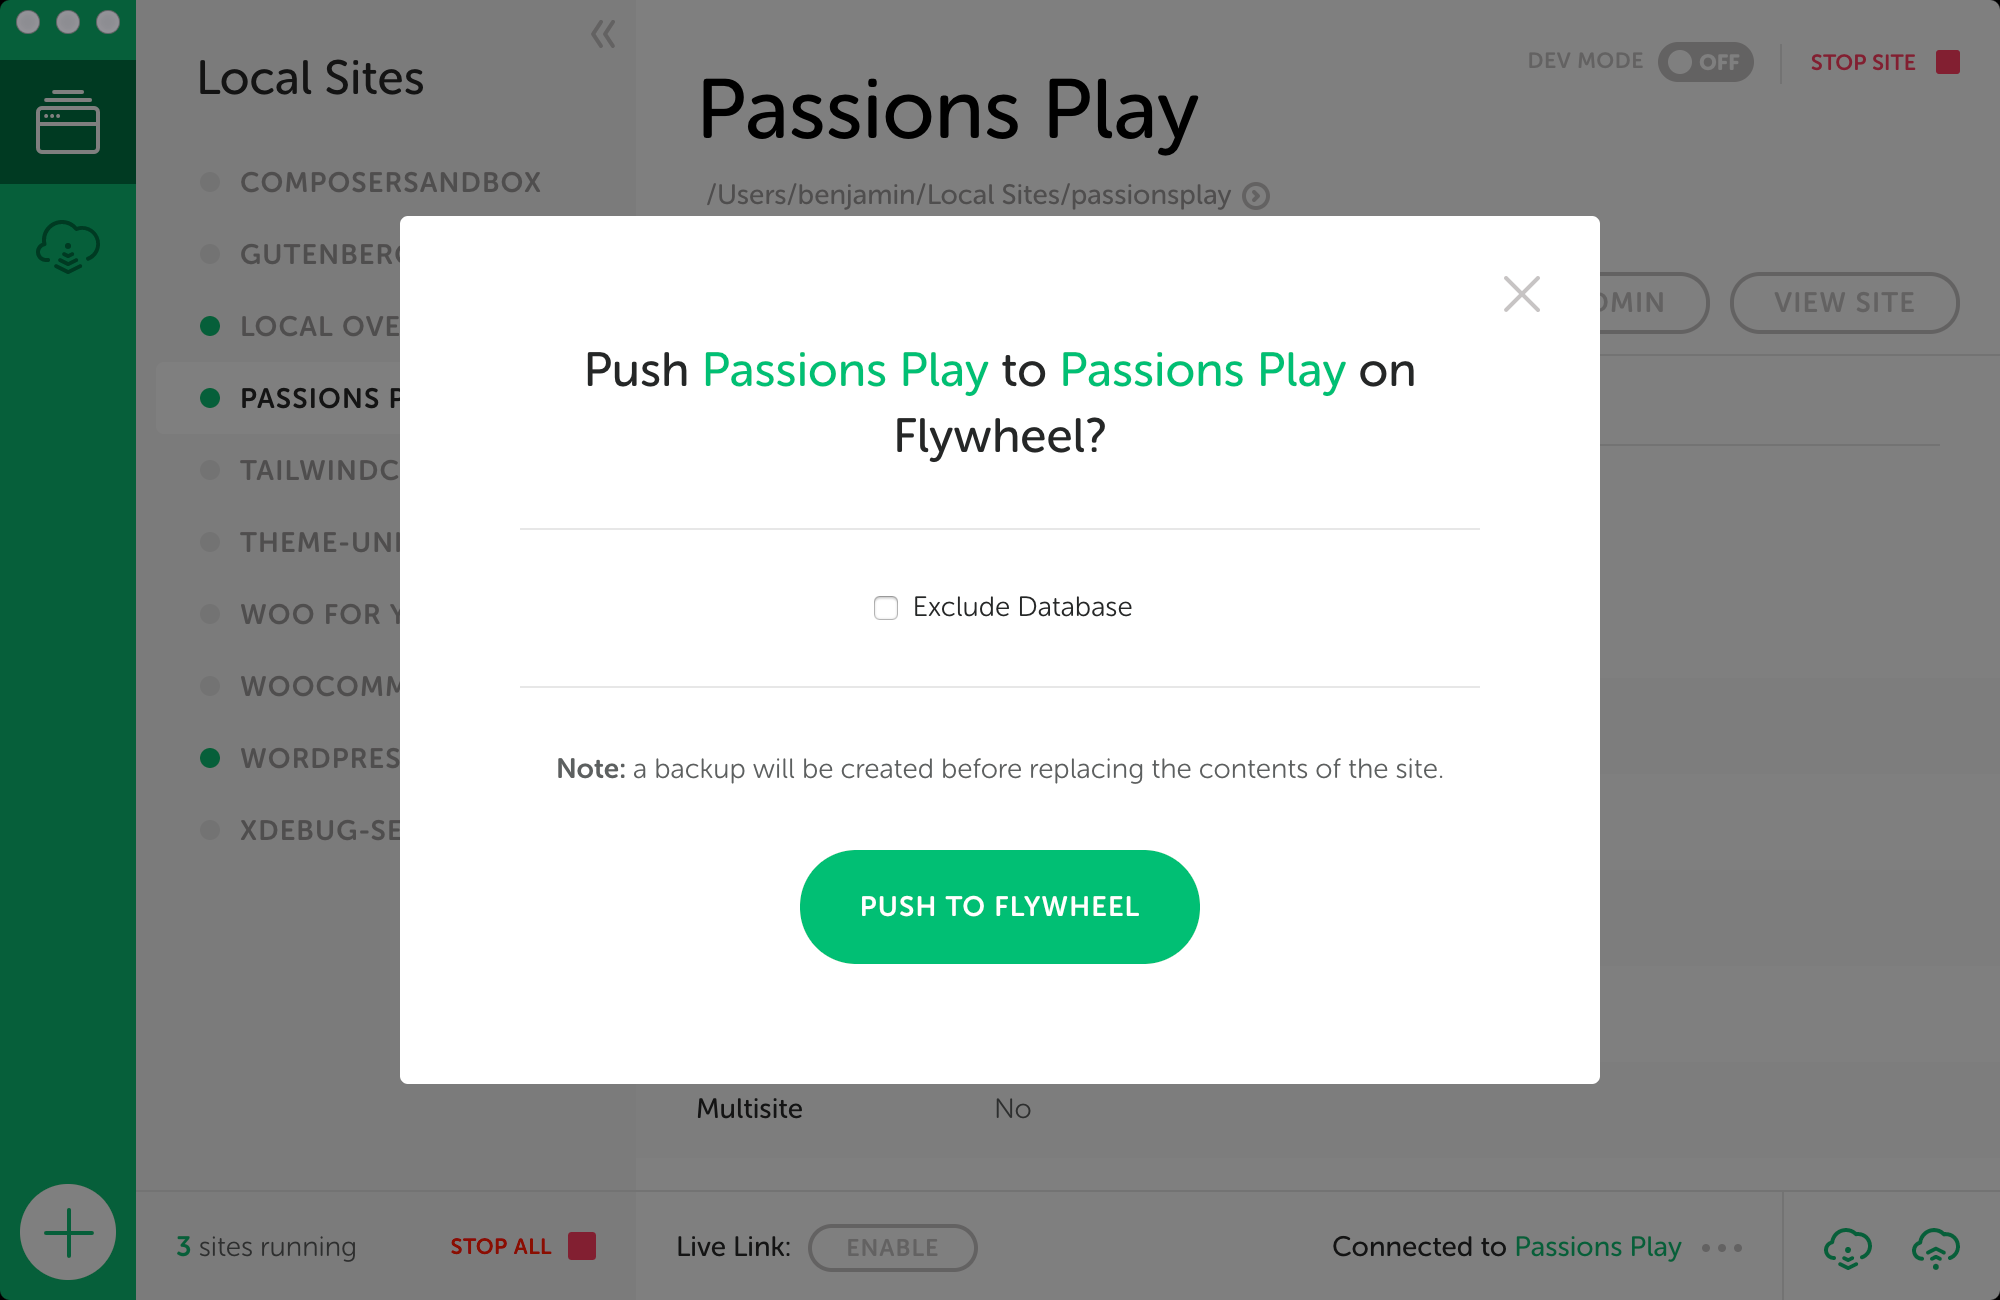 Local Sites
COMPOSERSANDBOX
GUTENBERG
LOCAL OVE
PASSIONS P
TAILWINDC
THEME-UNI
WOO FOR Y
WOOCOMM
WORDPRES
XDEBUG-SE
3 sites running
STOP ALL
DEV MODE OFF
STOP SITE
Passions Play
/Users/benjamin/Local Sites/passionsplay
DMIN
VIEW SITE
Push Passions Play to Passions Play on
Flywheel?
Exclude Database
Note: a backup will be created before replacing the contents of the site.
PUSH TO FLYWHEEL
Multisite No
Live Link: ENABLE
Connected to Passions Play